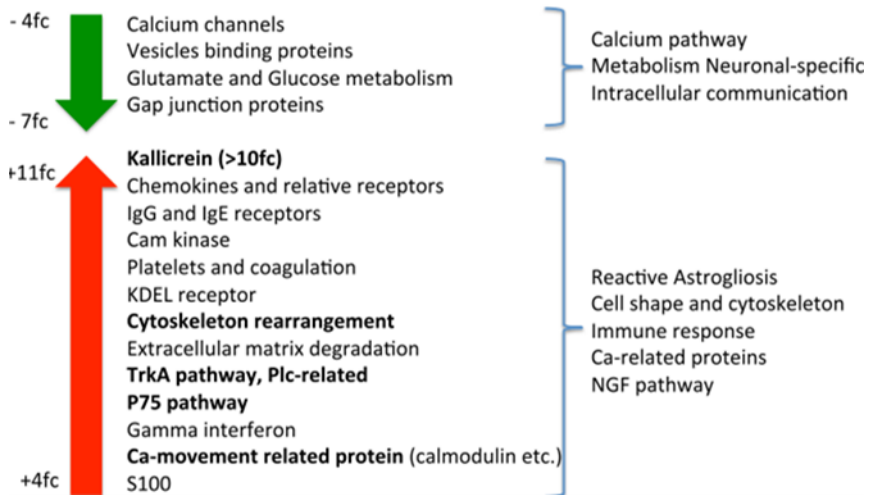 - 4fc
Calcium channels
Vesicles binding proteins
Glutamate and Glucose metabolism
Gap junction proteins
- 7fc
Calcium pathway
Metabolism Neuronal-specific
Intracellular communication
+11fc
Kallicrein (>10fc)
Chemokines and relative receptors
IgG and IgE receptors
Cam kinase
Platelets and coagulation
KDEL receptor
Cytoskeleton rearrangement
Extracellular matrix degradation
TrkA pathway, Plc-related
P75 pathway
Gamma interferon
Ca-movement related protein (calmodulin etc.)
S100
+4fc
Reactive Astrogliosis
Cell shape and cytoskeleton
Immune response
Ca-related proteins
NGF pathway